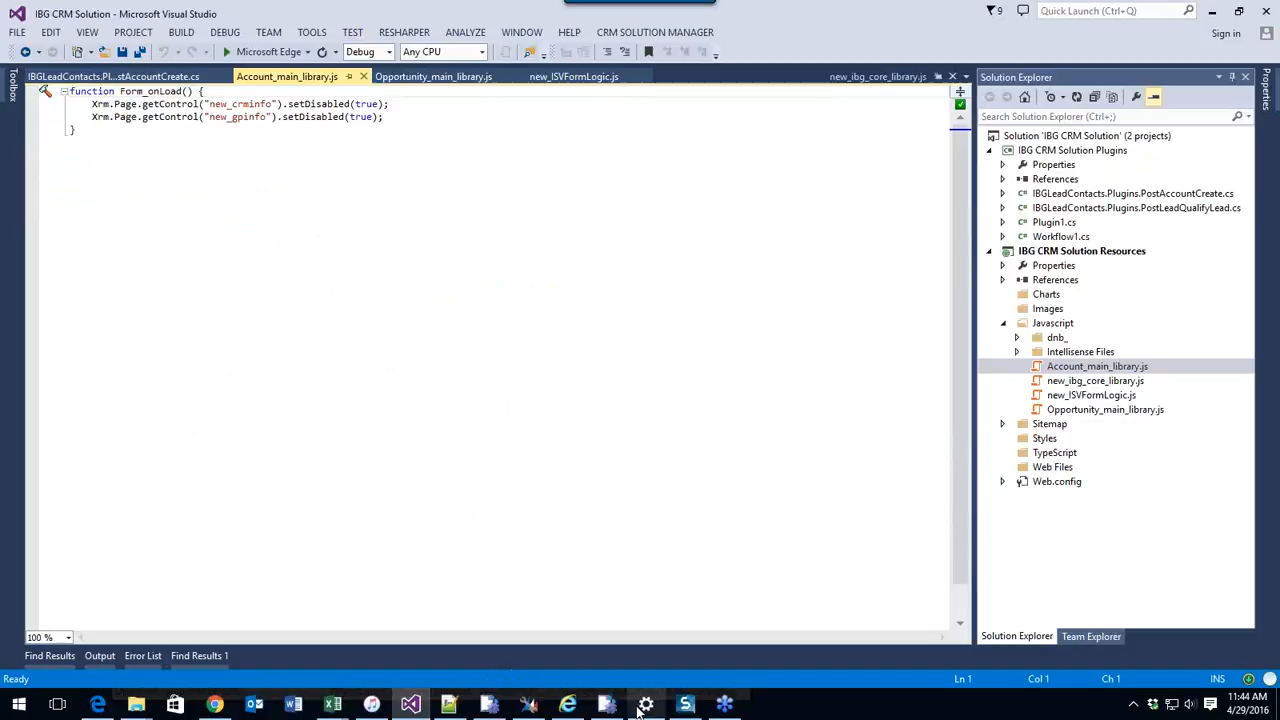 IBG CRM Solution - Microsoft Visual Studio
9
Quick Launch (Ctrl+Q)
FILE EDIT VIEW PROJECT BUILD DEBUG TEAM TOOLS TEST RESHARPER ANALYZE WINDOW HELP CRM SOLUTION MANAGER
Sign in
Microsoft Edge Debug Any CPU
Toolbox
IBGLeadContacts.Pl...stAccountCreate.cs Account_main_library.js Opportunity_main_library.js new_ISVFormLogic.js new_ibg_core_library.js
function Form_onLoad() {
Xrm.Page.getControl("new_crminfo").setDisabled(true);
Xrm.Page.getControl("new_gpinfo").setDisabled(true);
}
100 %
Solution Explorer
Search Solution Explorer (Ctrl+;)
Solution 'IBG CRM Solution' (2 projects)
IBG CRM Solution Plugins
Properties
References
IBGLeadContacts.Plugins.PostAccountCreate.cs
IBGLeadContacts.Plugins.PostLeadQualifyLead.cs
Plugin1.cs
Workflow1.cs
IBG CRM Solution Resources
Properties
References
Charts
Images
Javascript
dnb_
Intellisense Files
Account_main_library.js
new_ibg_core_library.js
new_ISVFormLogic.js
Opportunity_main_library.js
Sitemap
Styles
TypeScript
Web Files
Web.config
Solution Explorer Team Explorer
Properties
Find Results Output Error List Find Results 1
Ready Ln 1 Col 1 Ch 1 INS
11:44 AM
4/29/2016